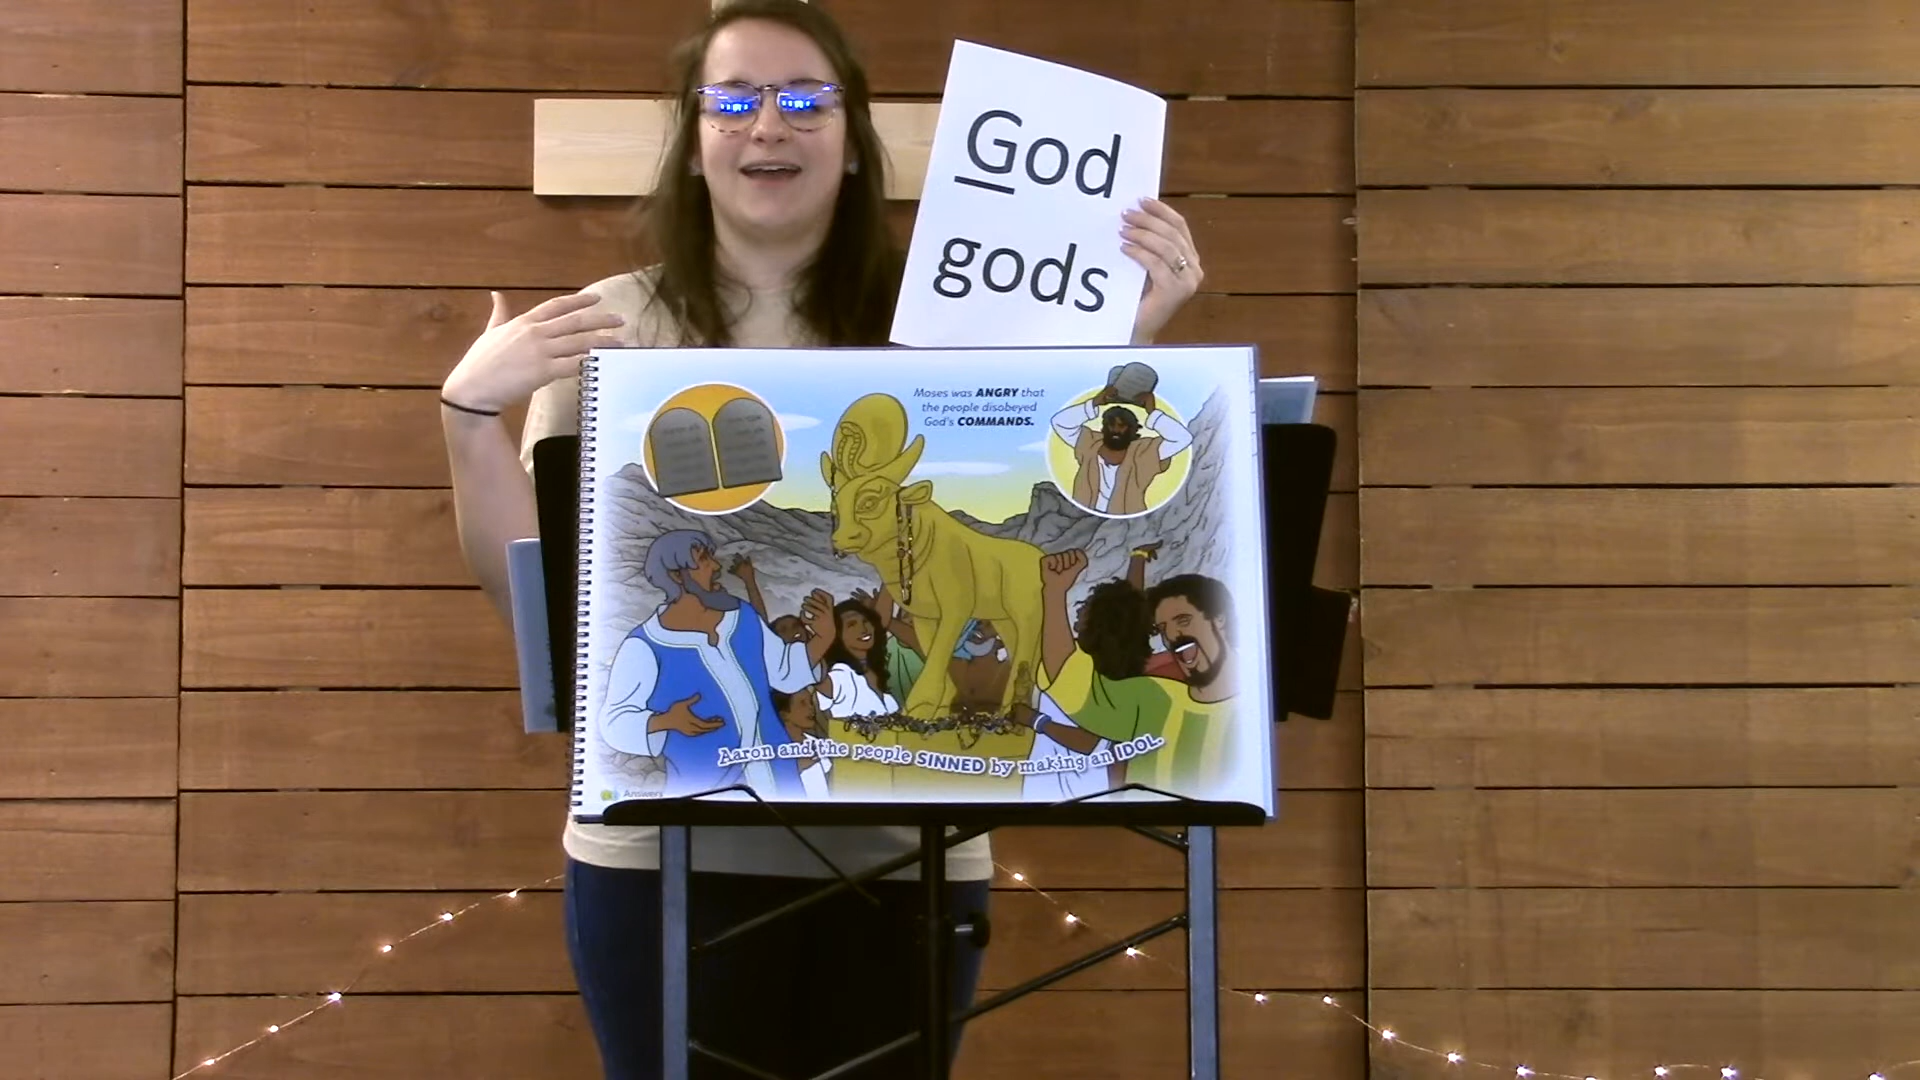 God
gods
Moses was ANGRY that
the people disobeyed
God's COMMANDS.
Aaron and the people SINNED by making an IDOL.
Answers